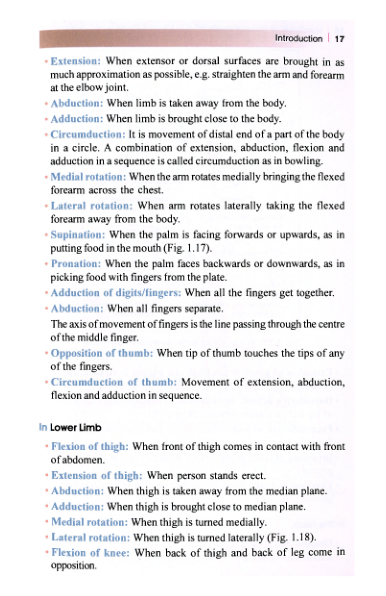 Introduction | 17
• Extension: When extensor or dorsal surfaces are brought in as
much approximation as possible, e.g. straighten the arm and forearm
at the elbow joint.
• Abduction: When limb is taken away from the body.
• Adduction: When limb is brought close to the body.
• Circumduction: It is movement of distal end of a part of the body
in a circle. A combination of extension, abduction, flexion and
adduction in a sequence is called circumduction as in bowling.
• Medial rotation: When the arm rotates medially bringing the flexed
forearm across the chest.
• Lateral rotation: When arm rotates laterally taking the flexed
forearm away from the body.
• Supination: When the palm is facing forwards or upwards, as in
putting food in the mouth (Fig. 1.17).
• Pronation: When the palm faces backwards or downwards, as in
picking food with fingers from the plate.
• Adduction of digits/fingers: When all the fingers get together.
• Abduction: When all fingers separate.
The axis of movement of fingers is the line passing through the centre
of the middle finger.
• Opposition of thumb: When tip of thumb touches the tips of any
of the fingers.
• Circumduction of thumb: Movement of extension, abduction,
flexion and adduction in sequence.
In Lower Limb
• Flexion of thigh: When front of thigh comes in contact with front
of abdomen.
• Extension of thigh: When person stands erect.
• Abduction: When thigh is taken away from the median plane.
• Adduction: When thigh is brought close to median plane.
• Medial rotation: When thigh is turned medially.
• Lateral rotation: When thigh is turned laterally (Fig. 1.18).
• Flexion of knee: When back of thigh and back of leg come in
opposition.